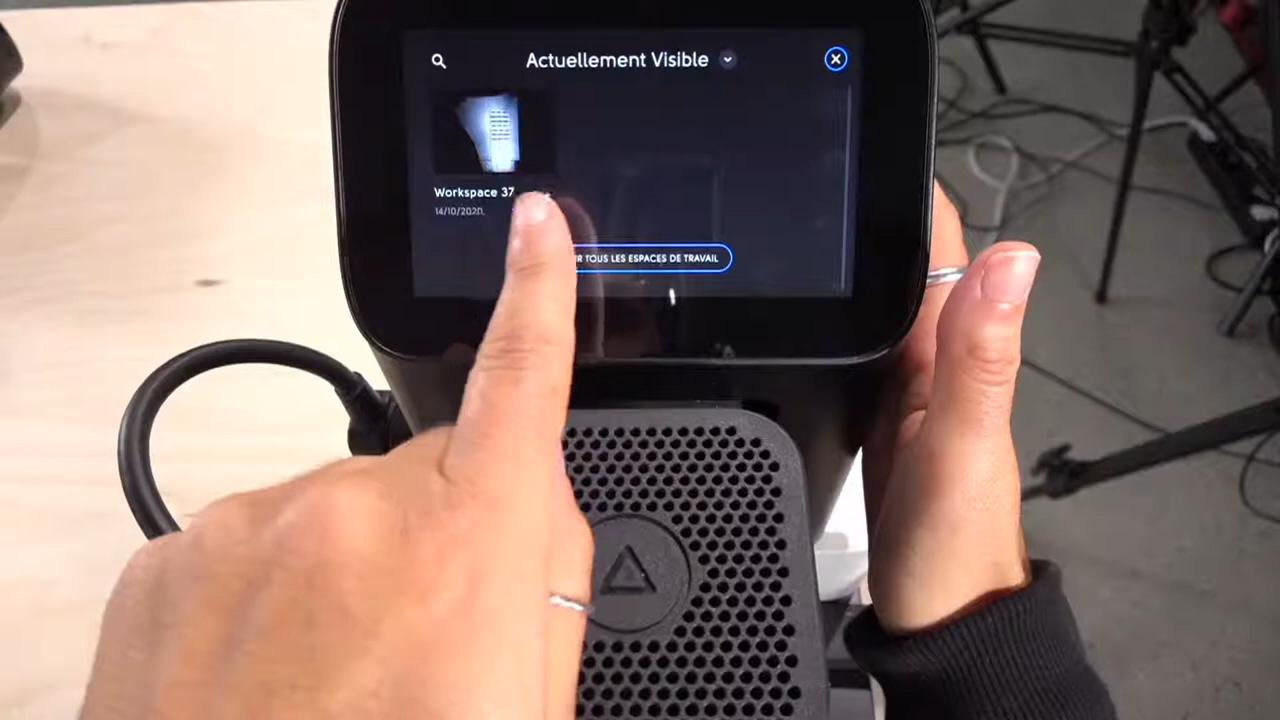 Actuellement Visible
Workspace 37
14/10/2020.
TOUS LES ESPACES DE TRAVAIL